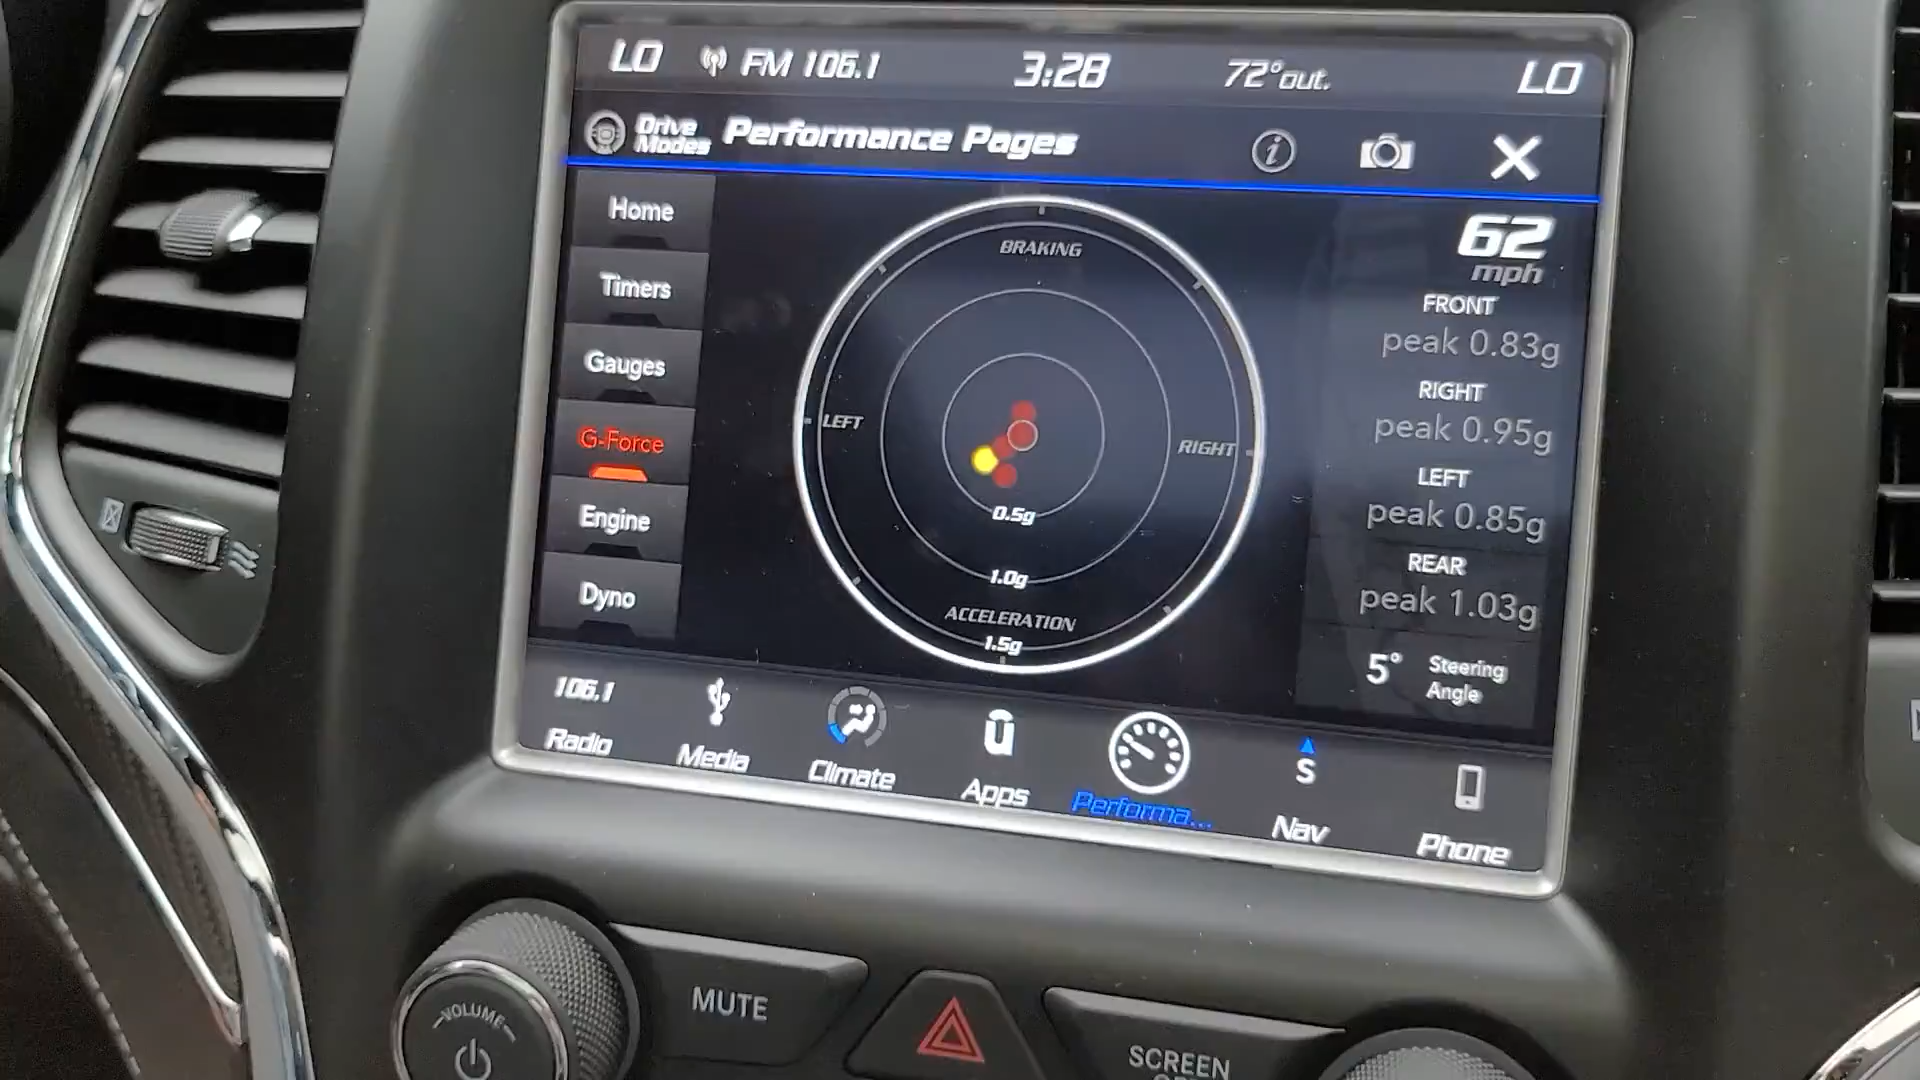 LO FM 106.1 3:28 72°out. LO
Drive
Modes
Performance Pages
i
Home
Timers
Gauges
G-Force
Engine
Dyno
BRAKING
LEFT
RIGHT
0.5g
1.0g
ACCELERATION
1.5g
62
mph
FRONT
peak 0.83g
RIGHT
peak 0.95g
LEFT
peak 0.85g
REAR
peak 1.03g
5° Steering
Angle
106.1
Radio
Media
Climate
Apps
Performa...
S
Nav
Phone
VOLUME
MUTE
SCREEN